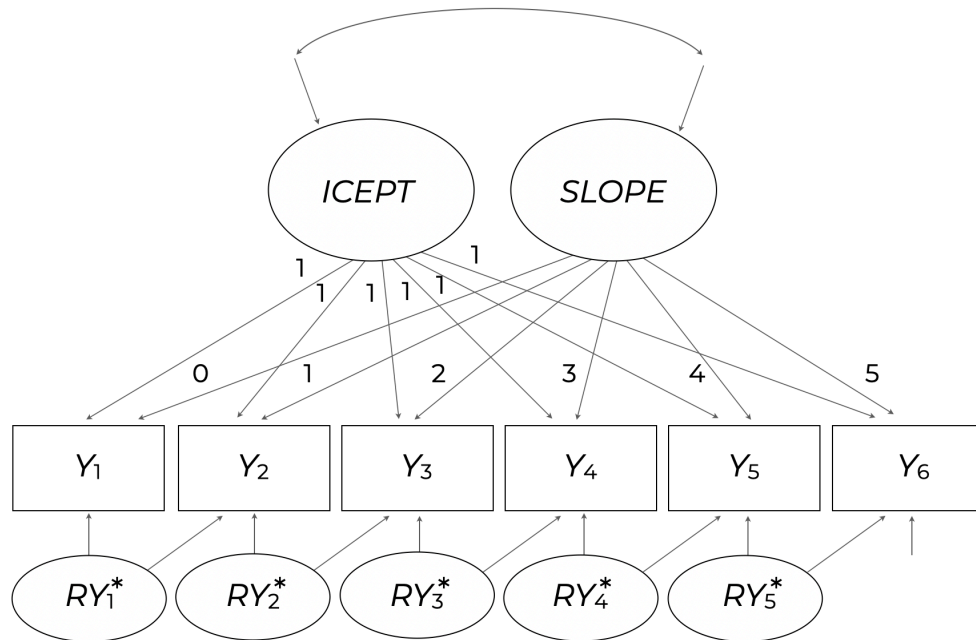 ICEPT SLOPE
1 1 1 1 1 1
0 1 2 3 4 5
Y₁ Y₂ Y₃ Y₄ Y₅ Y₆
RY₁* RY₂* RY₃* RY₄* RY₅*